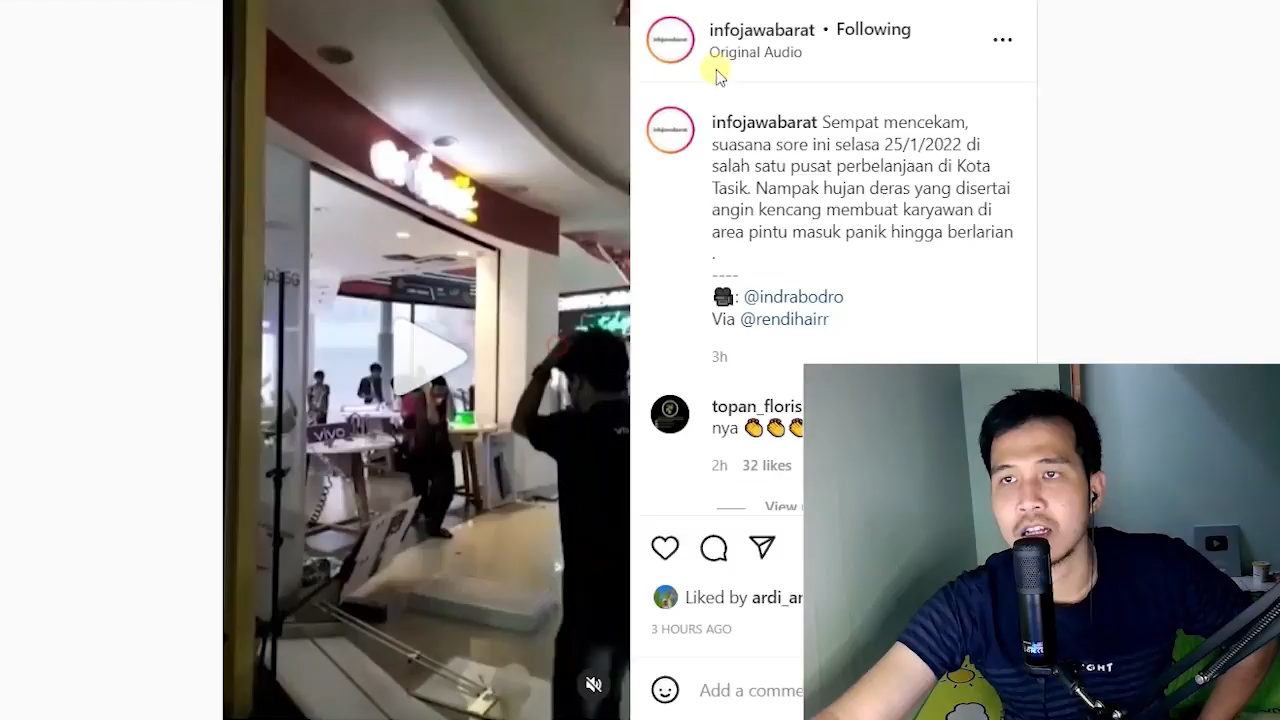 infojawabarat • Following
Original Audio
infojawabarat Sempat mencekam,
suasana sore ini selasa 25/1/2022 di
salah satu pusat perbelanjaan di Kota
Tasik. Nampak hujan deras yang disertai
angin kencang membuat karyawan di
area pintu masuk panik hingga berlarian
.
----
: @indrabodro
Via @rendihairr
3h
topan_floris
nya
2h 32 likes
View
Liked by ardi_ar
3 HOURS AGO
Add a comme
vivo